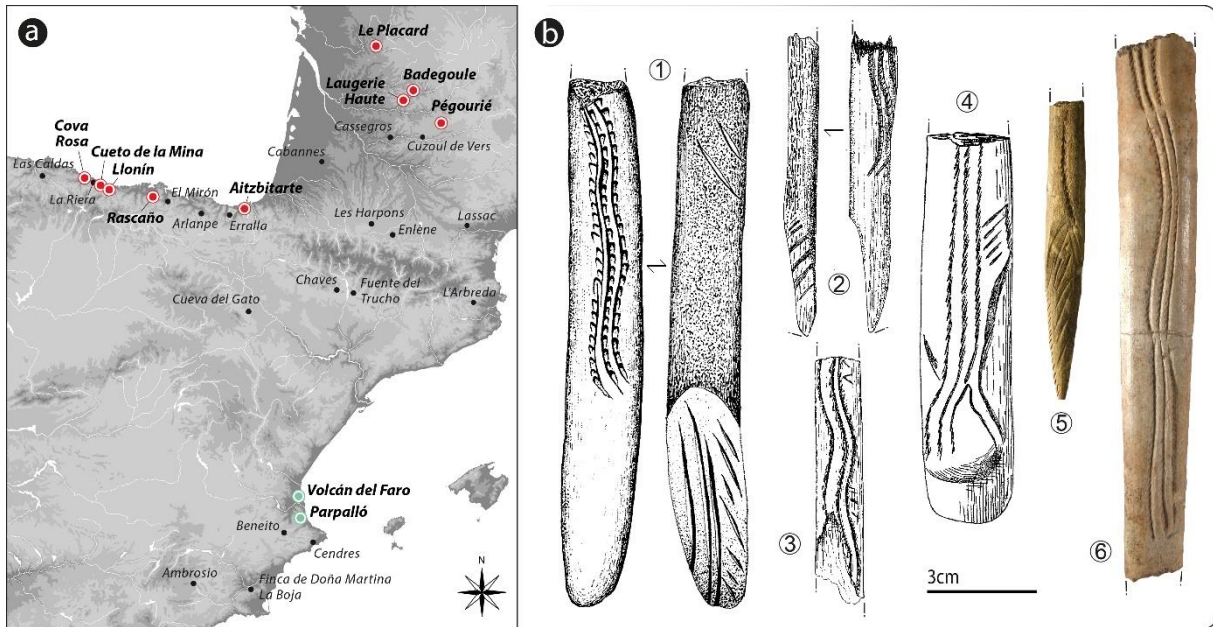 a
Le Placard
Badegoule
Laugerie
Haute
Pégourié
Cassegros
Cuzoul de Vers
Cova
Rosa
Cueto de la Mina
Las Caldas
Llonín
Cabannes
La Riera
El Mirón
Aitzbitarte
Rascaño
Arlanpe
Erralla
Les Harpons
Lassac
Enlène
Chaves
Fuente del
Trucho
L'Arbreda
Cueva del Gato
Volcán del Faro
Parpalló
Beneito
Cendres
Ambrosio
Finca de Doña Martina
La Boja
N
b
1
2
3
4
5
6
3cm